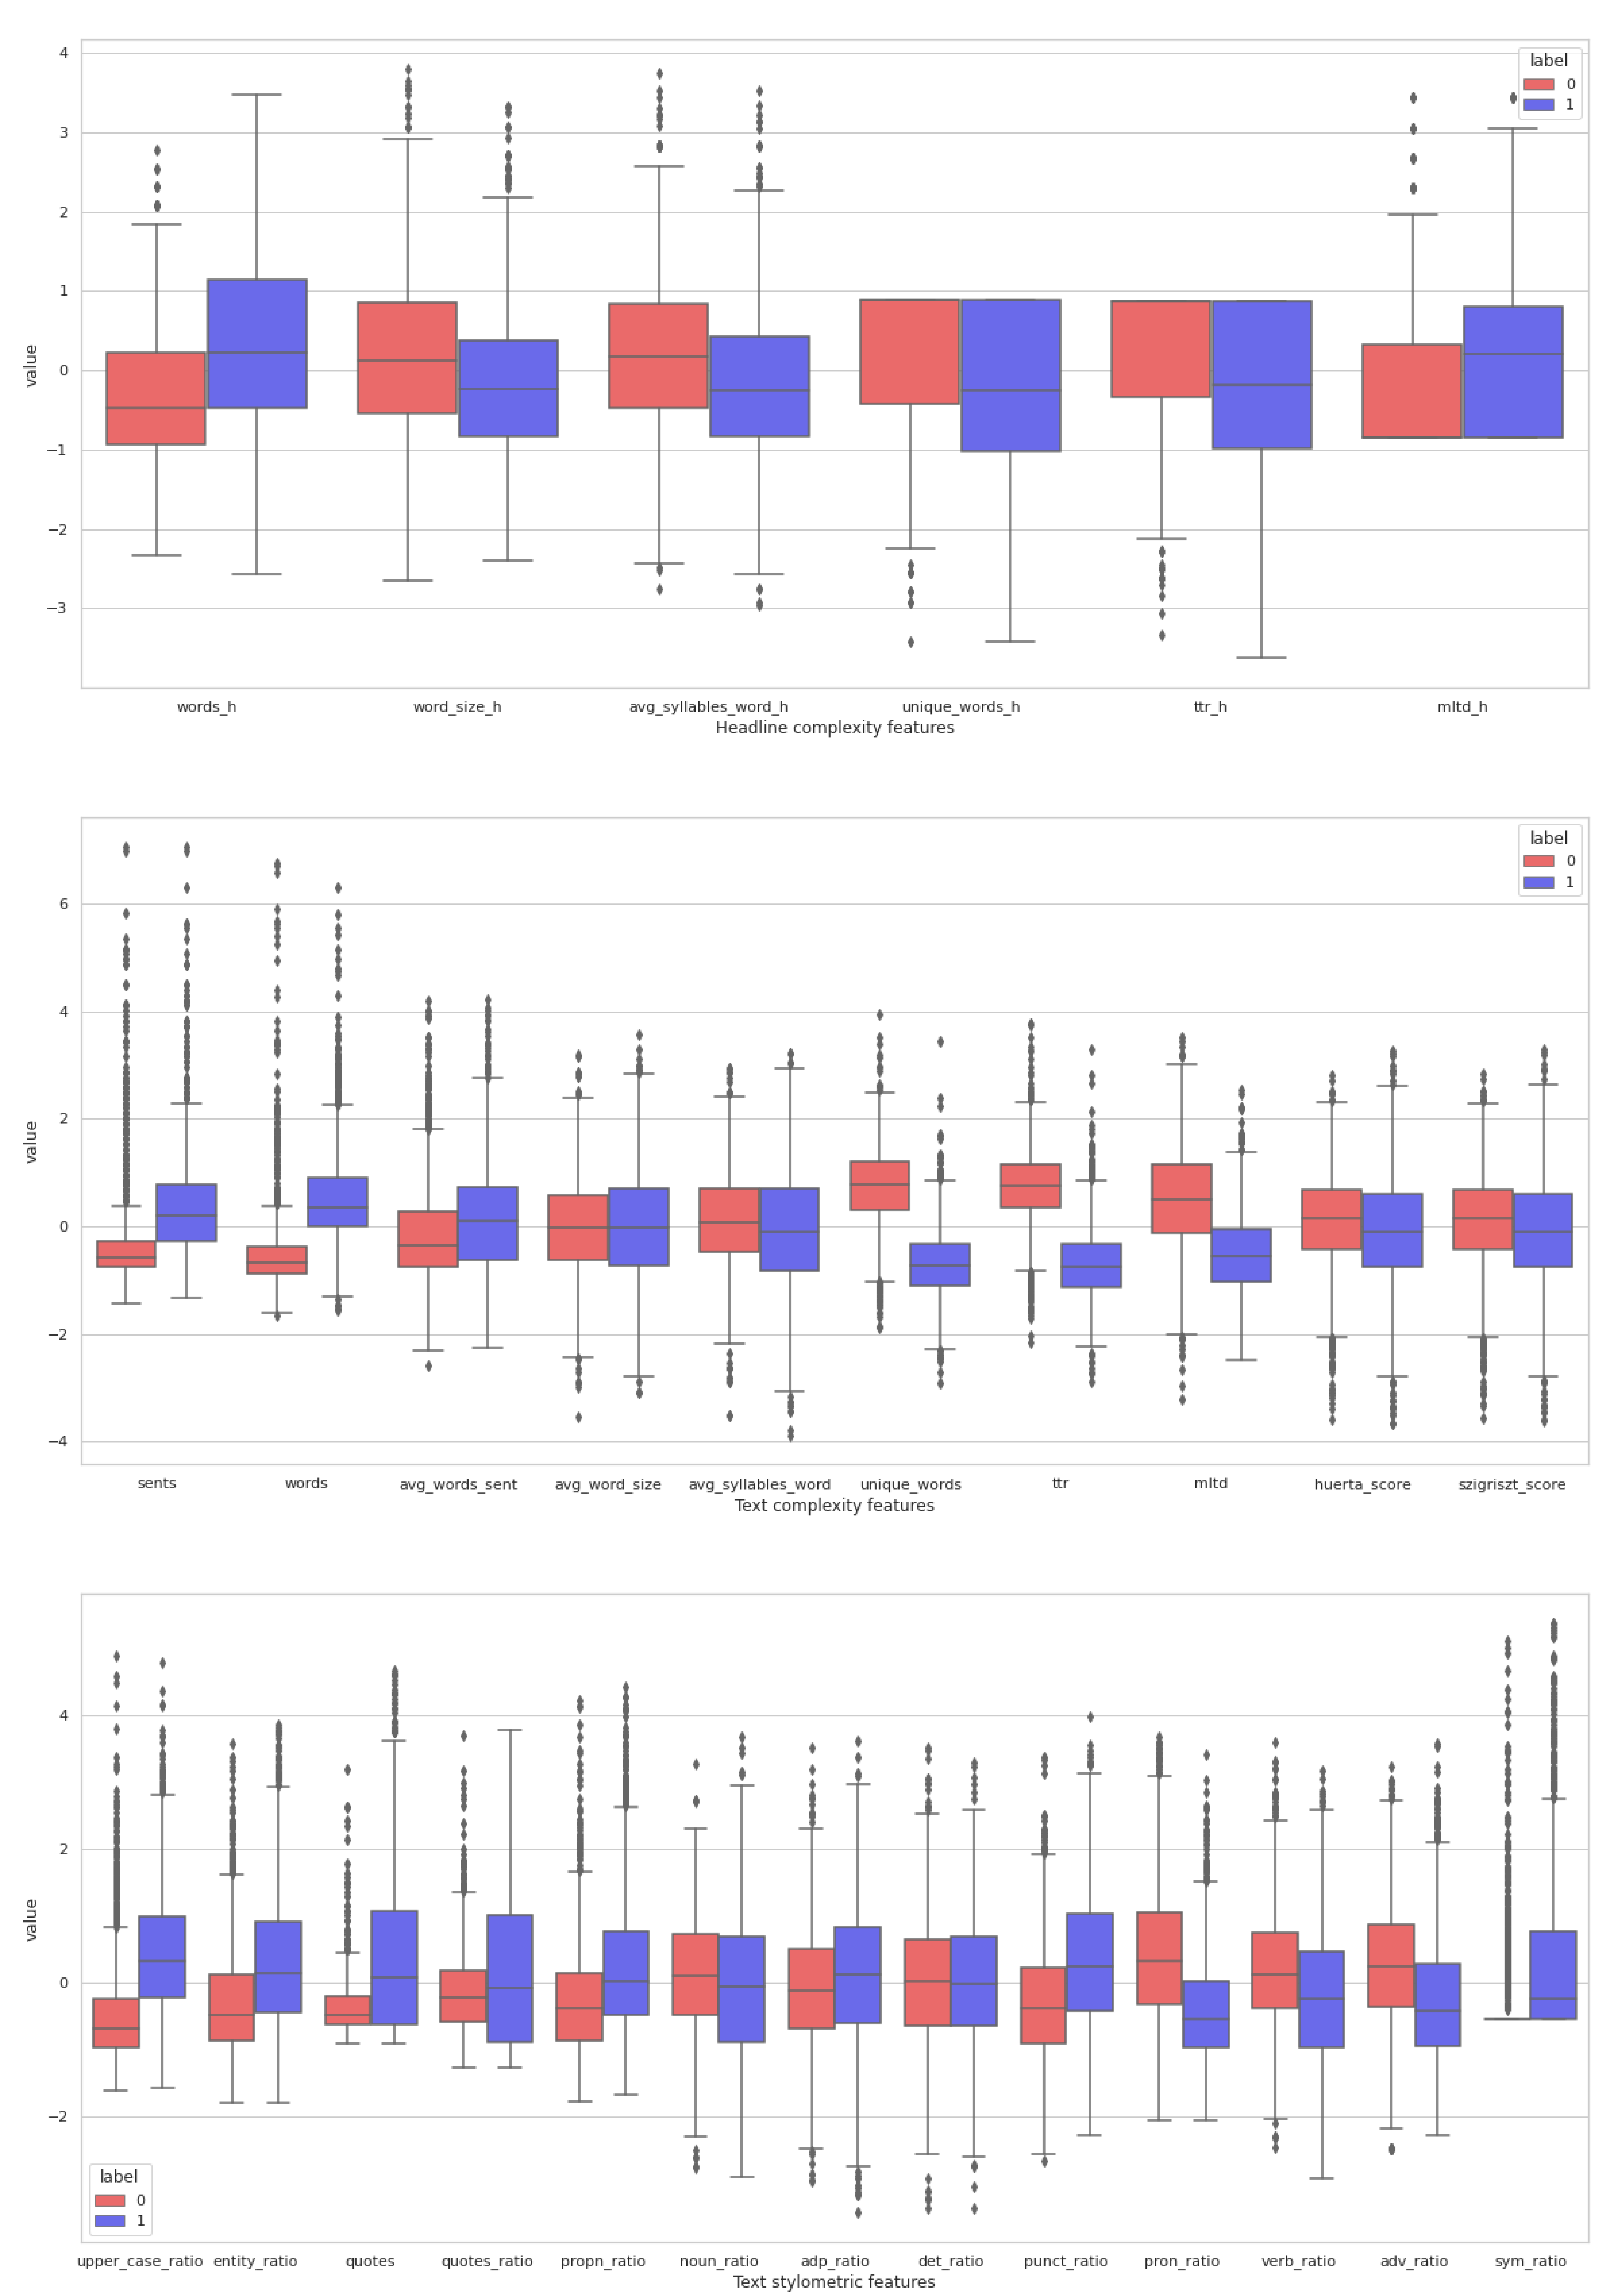 label
0
1
4
3
2
1
0
−1
−2
−3
value
words_h word_size_h avg_syllables_word_h unique_words_h ttr_h mltd_h
Headline complexity features
label
0
1
6
4
2
0
−2
−4
value
sents words avg_words_sent avg_word_size avg_syllables_word unique_words ttr mltd huerta_score szigriszt_score
Text complexity features
4
2
0
−2
value
label
0
1
upper_case_ratio entity_ratio quotes quotes_ratio propn_ratio noun_ratio adp_ratio det_ratio punct_ratio pron_ratio verb_ratio adv_ratio sym_ratio
Text stylometric features